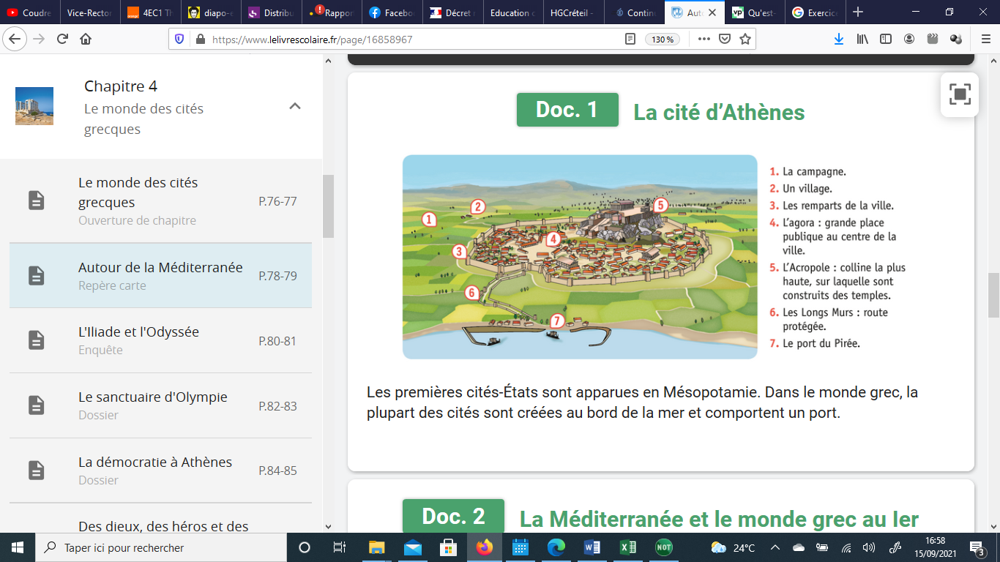 Coudre
Vice-Rector
4EC1 Th
diapo-e
Distribu
Rapport
Faceboo
Décret n
Education c
HGCréteil -
Contin
Auto
Qu'est-
Exercice
https://www.lelivrescolaire.fr/page/16858967
130 %
Chapitre 4
Le monde des cités
grecques
Le monde des cités
grecques
P.76-77
Ouverture de chapitre
Autour de la Méditerranée
P.78-79
Repère carte
L'Iliade et l'Odyssée
P.80-81
Enquête
Le sanctuaire d'Olympie
P.82-83
Dossier
La démocratie à Athènes
P.84-85
Dossier
Des dieux, des héros et des
Doc. 1 La cité d'Athènes
1
2
3
4
5
6
7
1. La campagne.
2. Un village.
3. Les remparts de la ville.
4. L'agora : grande place
publique au centre de la
ville.
5. L'Acropole : colline la plus
haute, sur laquelle sont
construits des temples.
6. Les Longs Murs : route
protégée.
7. Le port du Pirée.
Les premières cités-États sont apparues en Mésopotamie. Dans le monde grec, la
plupart des cités sont créées au bord de la mer et comportent un port.
Doc. 2 La Méditerranée et le monde grec au Ier
Taper ici pour rechercher
NOT
24°C
16:58
15/09/2021
3